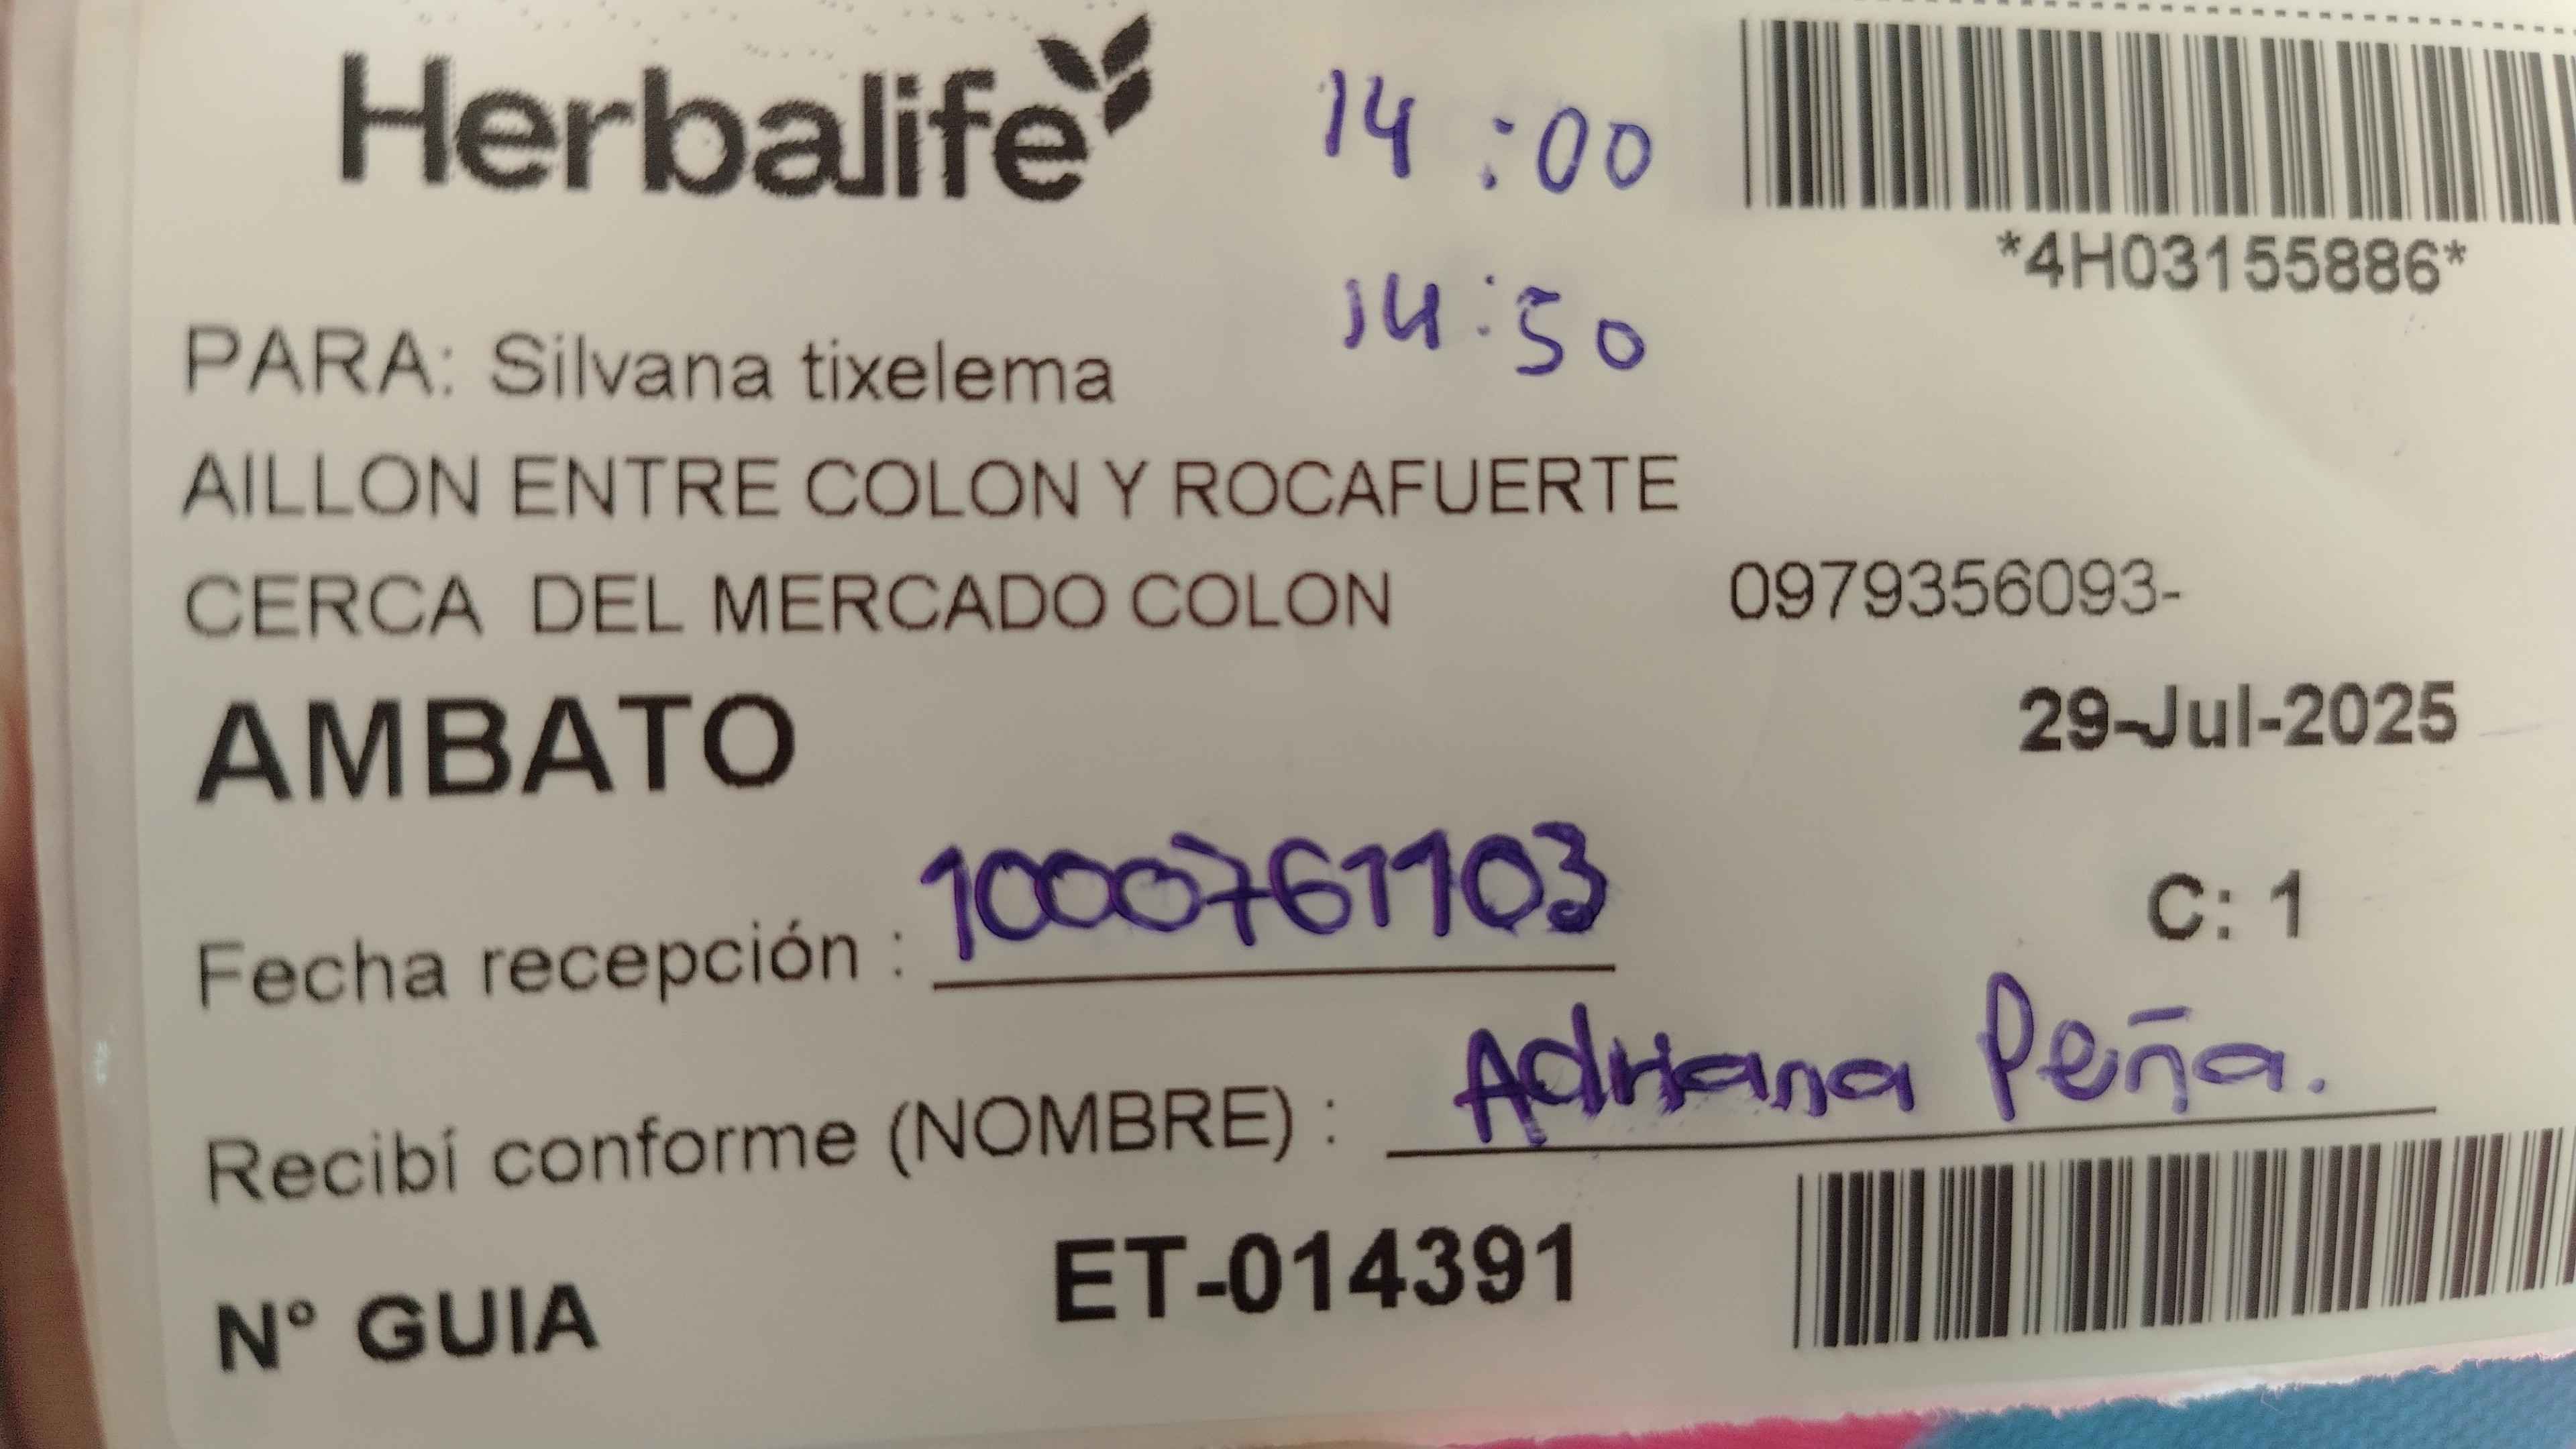 Herbalife
14:00
*4H03155886*
14:50
PARA: Silvana tixelema
AILLON ENTRE COLON Y ROCAFUERTE
CERCA DEL MERCADO COLON 0979356093-
AMBATO 29-Jul-2025
Fecha recepción : 1000761103 C: 1
Recibí conforme (NOMBRE) : Adriana Peña.
N° GUIA ET-014391